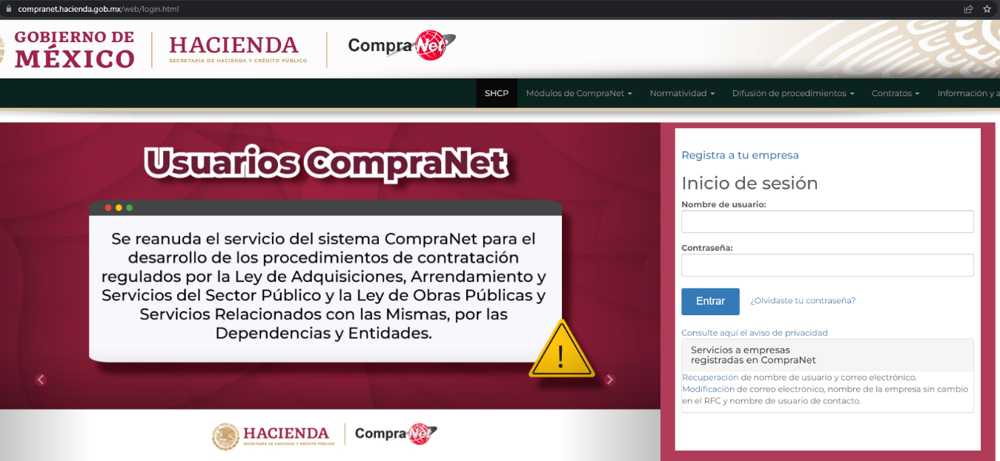 compranet.hacienda.gob.mx/web/login.html
GOBIERNO DE
MÉXICO
HACIENDA
SECRETARÍA DE HACIENDA Y CRÉDITO PÚBLICO
CompraNet
SHCP
Módulos de CompraNet
Normatividad
Difusión de procedimientos
Contratos
Información y a
Usuarios CompraNet
Se reanuda el servicio del sistema CompraNet para el
desarrollo de los procedimientos de contratación
regulados por la Ley de Adquisiciones, Arrendamiento y
Servicios del Sector Público y la Ley de Obras Públicas y
Servicios Relacionados con las Mismas, por las
Dependencias y Entidades.
!
HACIENDA
SECRETARÍA DE HACIENDA Y CRÉDITO PÚBLICO
CompraNet
Registra a tu empresa
Inicio de sesión
Nombre de usuario:
Contraseña:
Entrar
¿Olvidaste tu contraseña?
Consulte aquí el aviso de privacidad
Servicios a empresas
registradas en CompraNet
Recuperación de nombre de usuario y correo electrónico.
Modificación de correo electrónico, nombre de la empresa sin cambio
en el RFC y nombre de usuario de contacto.